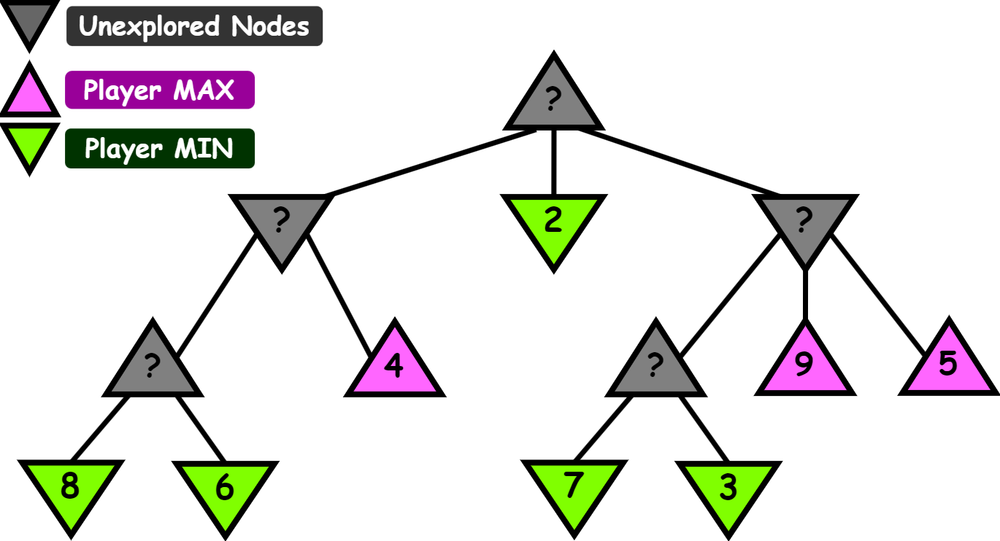 Unexplored Nodes
Player MAX
Player MIN
?
? 2 ?
? 4 ? 9 5
8 6 7 3